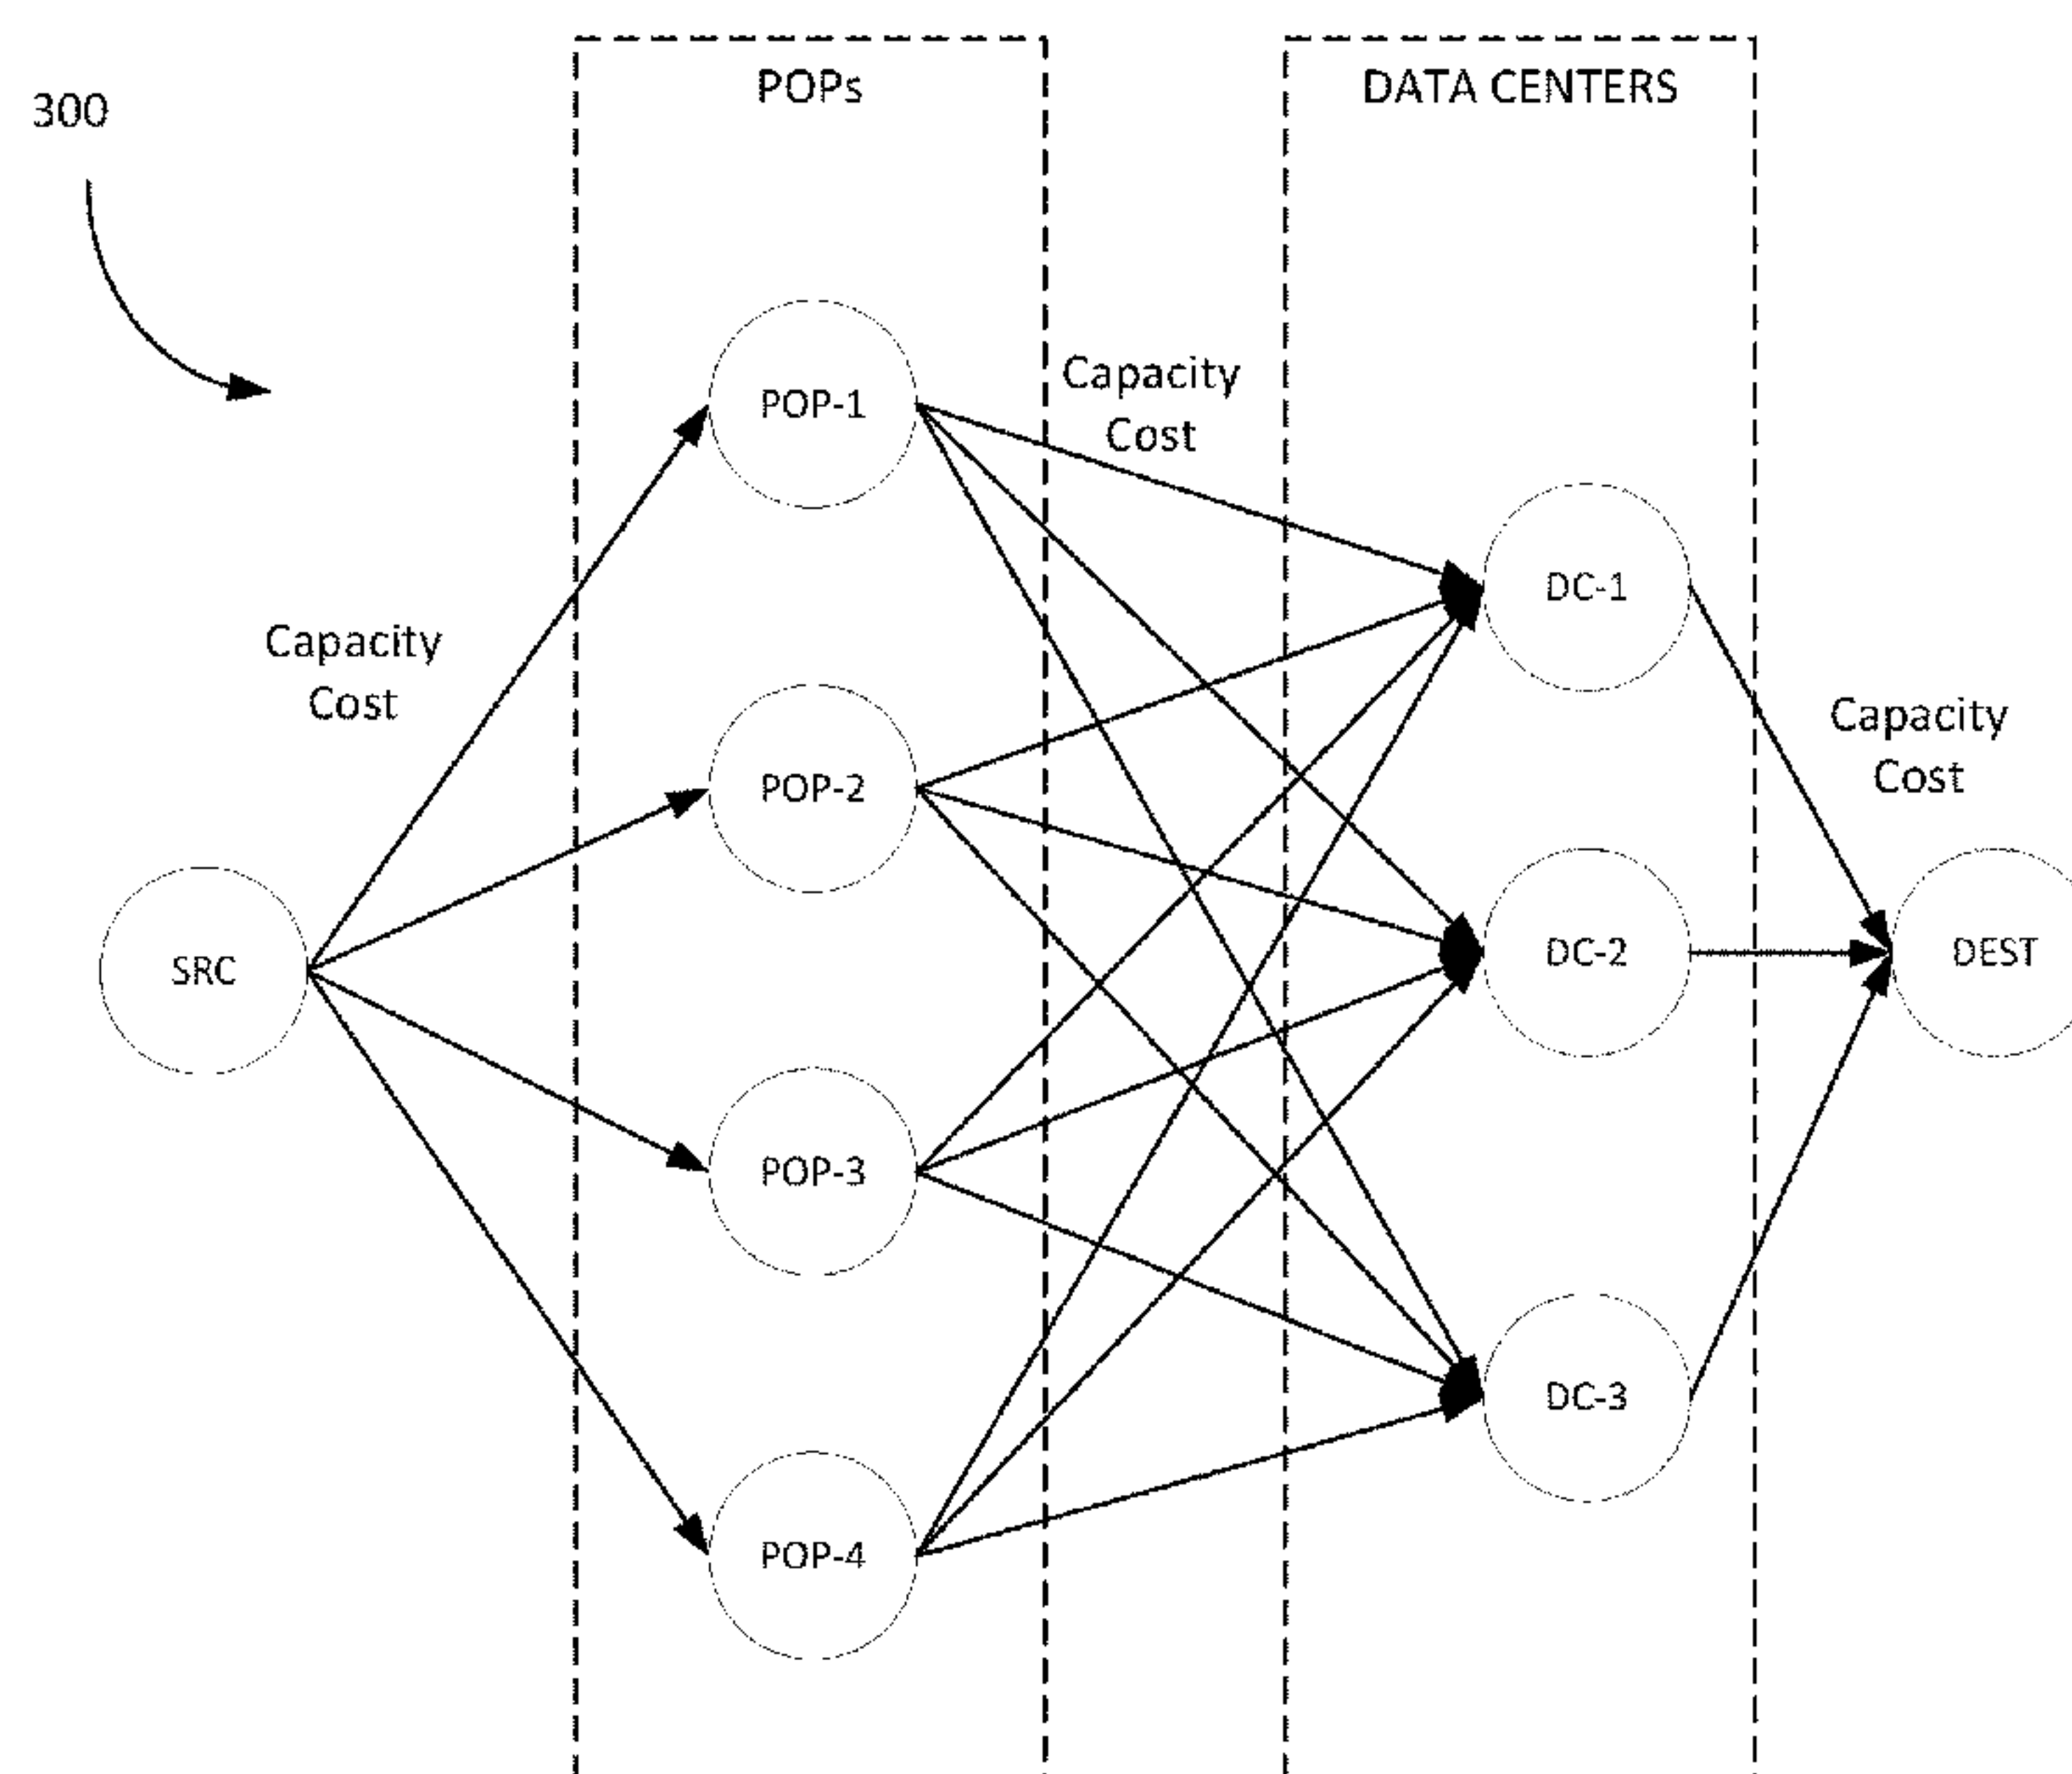 POPs
DATA CENTERS
300
POP-1
Capacity
Cost
DC-1
Capacity
Cost
Capacity
Cost
POP-2
SRC
DC-2
DEST
POP-3
DC-3
POP-4